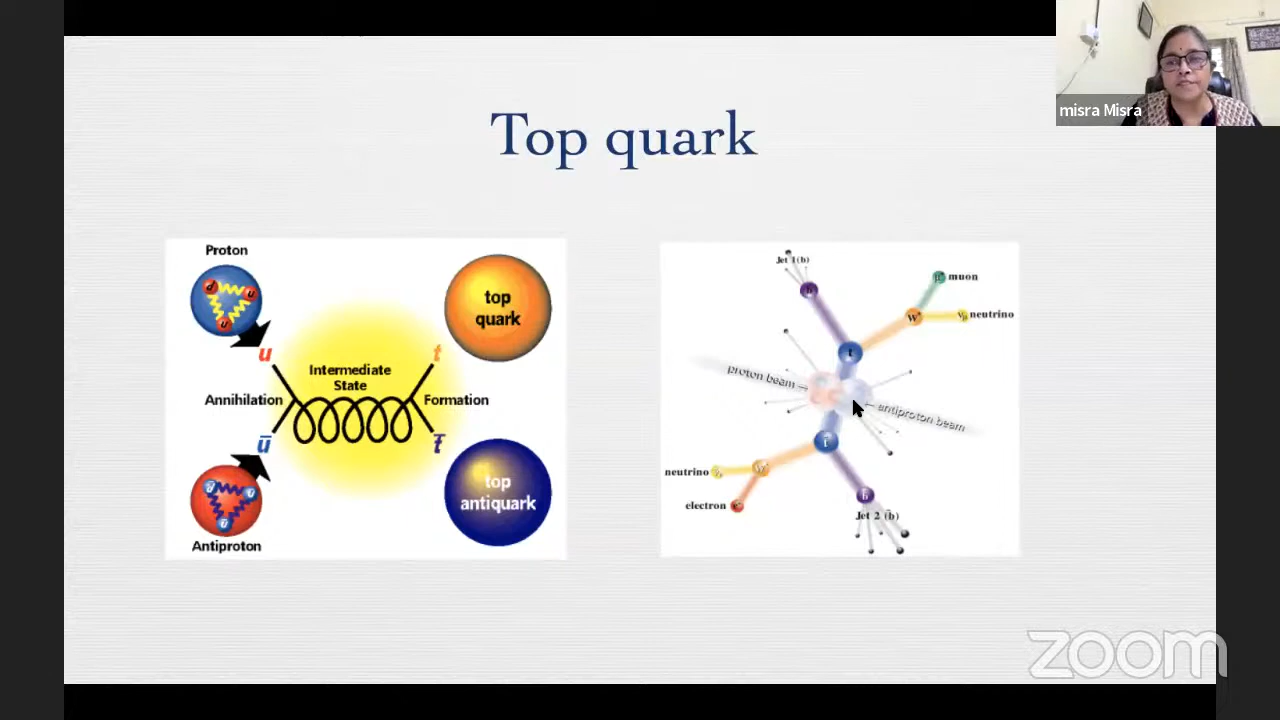 misra Misra
Top quark
Proton
d
u
u
top
quark
u
t
Intermediate
State
Annihilation
Formation
ū
t̅
top
antiquark
Antiproton
Jet 1(b)
b
muon
W⁺
neutrino
t
proton beam
antiproton beam
t̅
neutrino
W⁻
electron
b̅
Jet 2 (b̅)
zoom